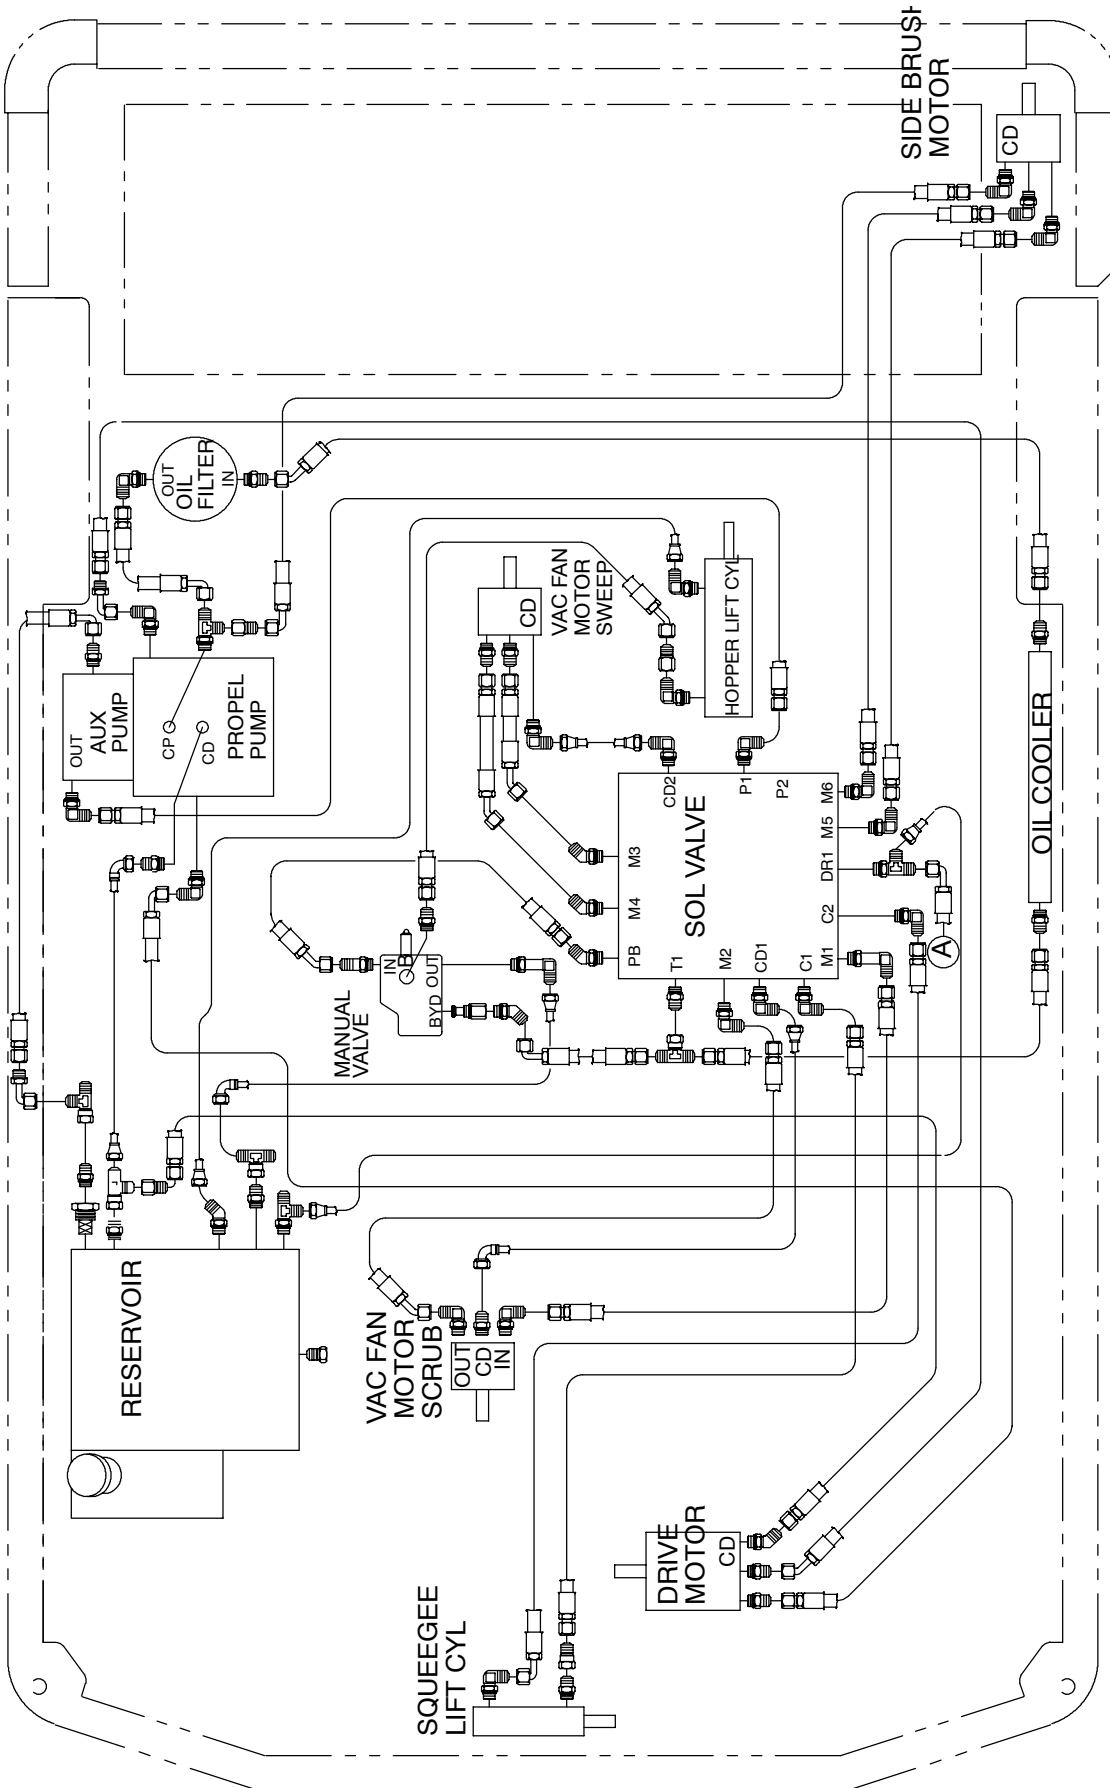 SIDE BRUSH
MOTOR
CD
OUT
OIL
FILTER
IN
OUT
AUX
PUMP
CP
CD
PROPEL
PUMP
CD
VAC FAN
MOTOR
SWEEP
HOPPER LIFT CYL
OIL COOLER
CD2
P1
P2
M6
M5
DR1
C2
M1
M3
M4
PB
SOL VALVE
T1
M2
CD1
C1
A
IN
OUT
BYD
MANUAL
VALVE
RESERVOIR
VAC FAN
MOTOR
SCRUB
OUT
CD
IN
DRIVE
MOTOR
CD
SQUEEGEE
LIFT CYL